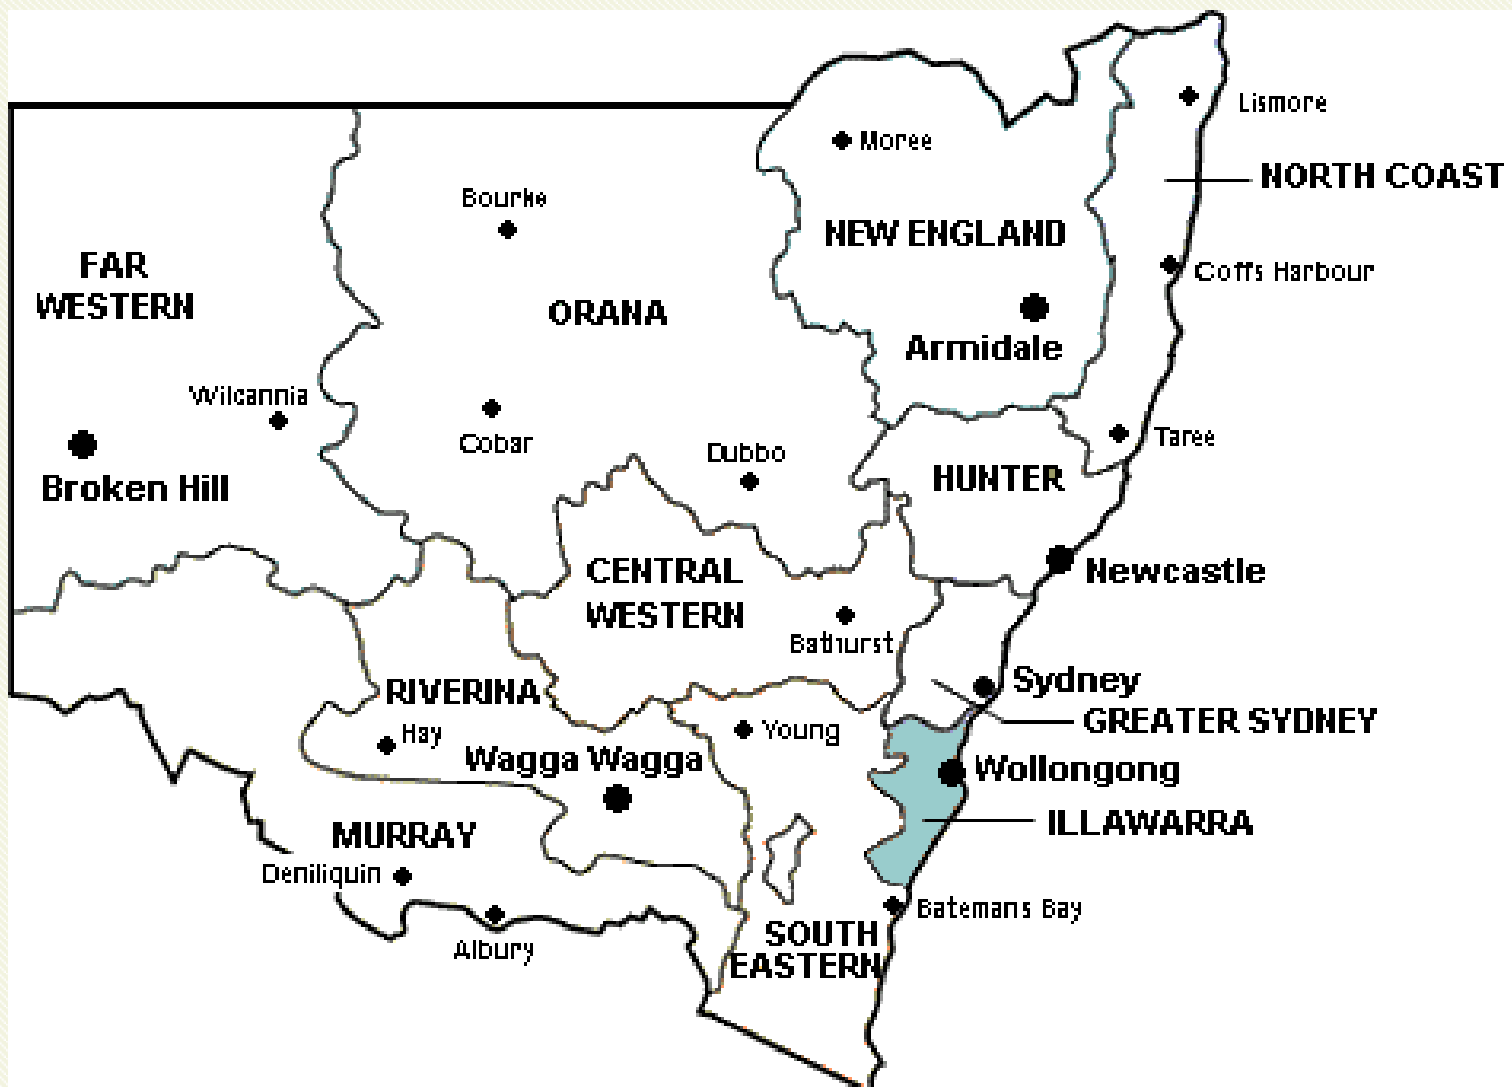 Lismore
Moree
NORTH COAST
Bourke
NEW ENGLAND
FAR
WESTERN
Coffs Harbour
ORANA
Armidale
Wilcannia
Cobar
Dubbo
Taree
HUNTER
Broken Hill
CENTRAL
WESTERN
Newcastle
Bathurst
Sydney
RIVERINA
GREATER SYDNEY
Hay
Young
Wagga Wagga
Wollongong
ILLAWARRA
MURRAY
Deniliquin
Batemans Bay
SOUTH
EASTERN
Albury